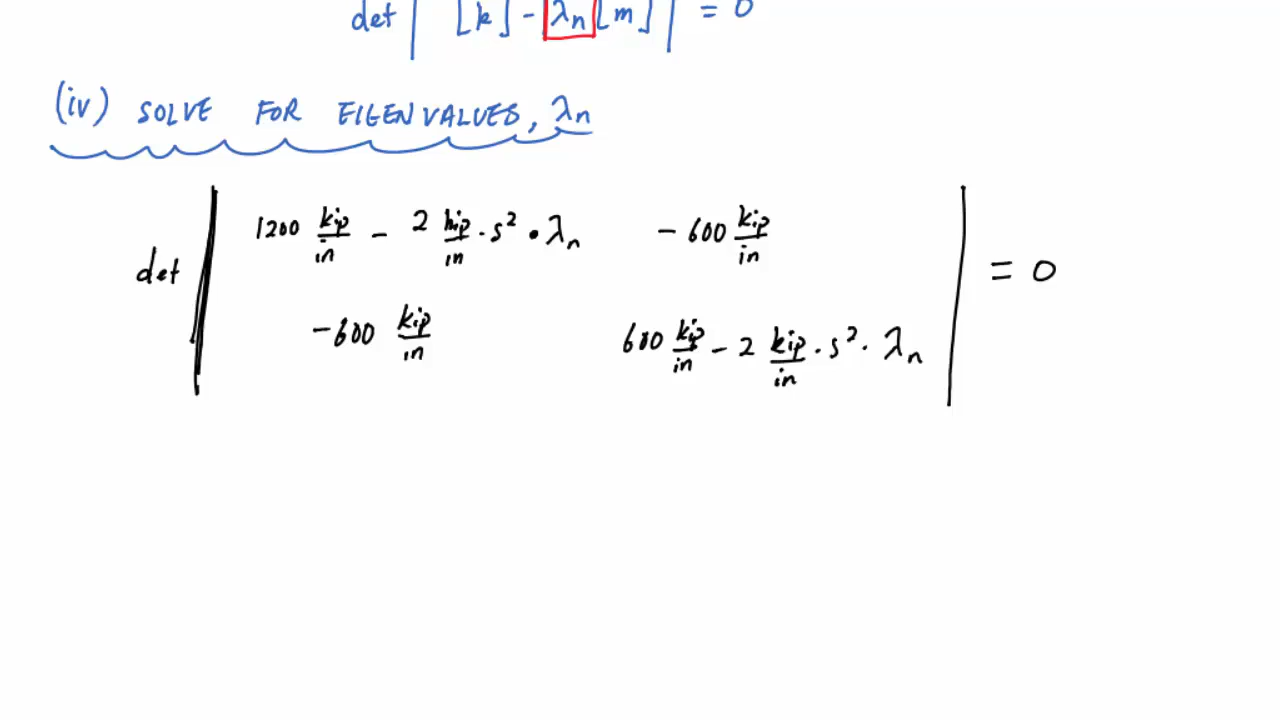 det | [k] - λn [m] | = 0
(iv) SOLVE FOR EIGENVALUES, λn
1200 kip/in - 2 kip/in · s² · λn -600 kip/in
det = 0
-600 kip/in 600 kip/in - 2 kip/in · s² · λn